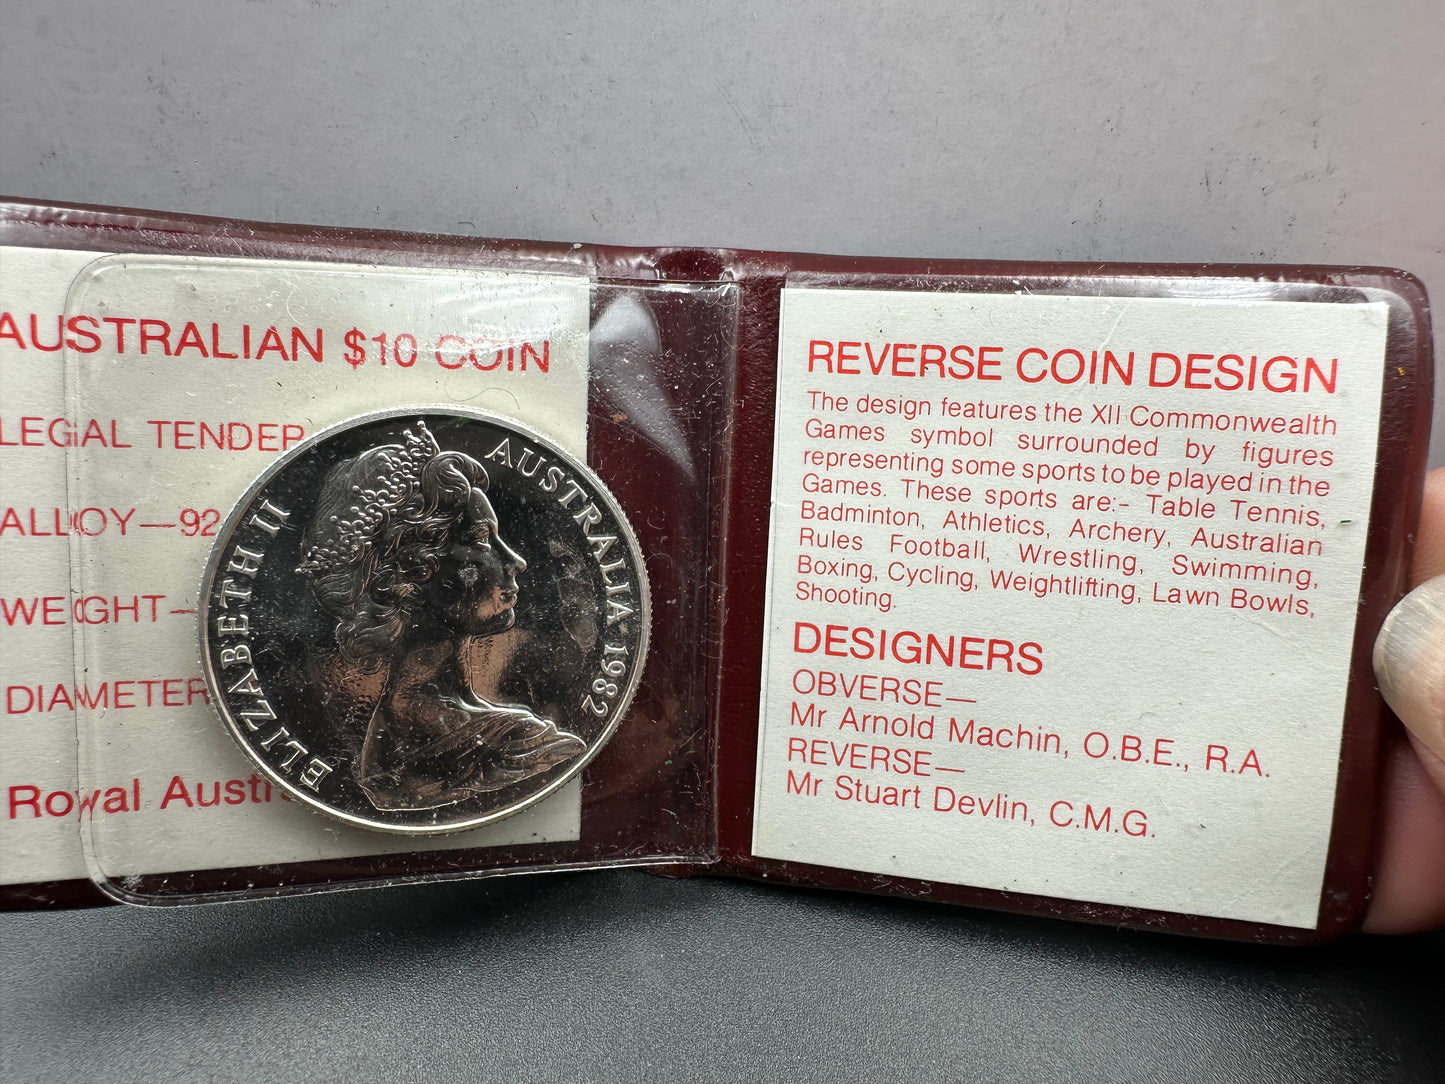 AUSTRALIAN $10 COIN
LEGAL TENDER
ALLOY—92
WEIGHT—
DIAMETER
Royal Austr
ELIZABETH II
AUSTRALIA 1982
REVERSE COIN DESIGN
The design features the XII Commonwealth
Games symbol surrounded by figures
representing some sports to be played in the
Games. These sports are:- Table Tennis,
Badminton, Athletics, Archery, Australian
Rules Football, Wrestling, Swimming,
Boxing, Cycling, Weightlifting, Lawn Bowls,
Shooting.
DESIGNERS
OBVERSE—
Mr Arnold Machin, O.B.E., R.A.
REVERSE—
Mr Stuart Devlin, C.M.G.